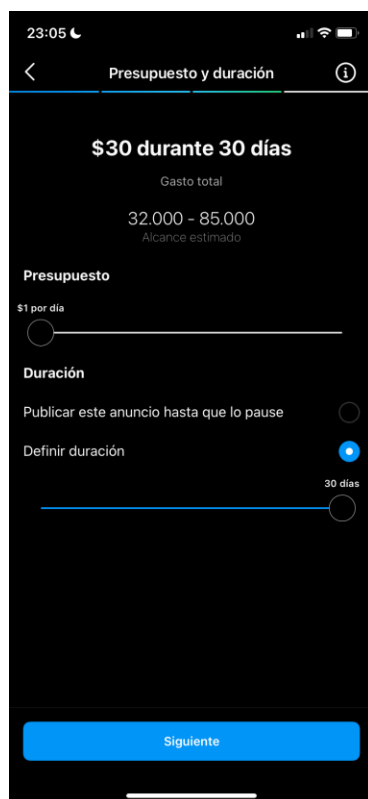 23:05
Presupuesto y duración
$30 durante 30 días
Gasto total
32.000 - 85.000
Alcance estimado
Presupuesto
$1 por día
Duración
Publicar este anuncio hasta que lo pause
Definir duración
30 días
Siguiente